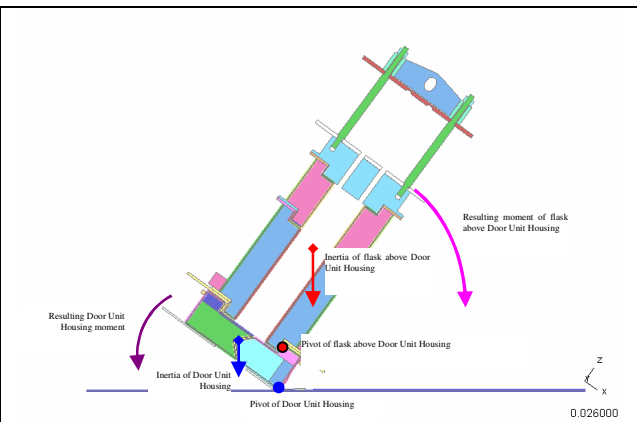 Resulting moment of flask
above Door Unit Housing
Inertia of flask above Door
Unit Housing
Resulting Door Unit
Housing moment
Pivot of flask above Door Unit Housing
Inertia of Door Unit
Housing
Pivot of Door Unit Housing
z
x
0.026000